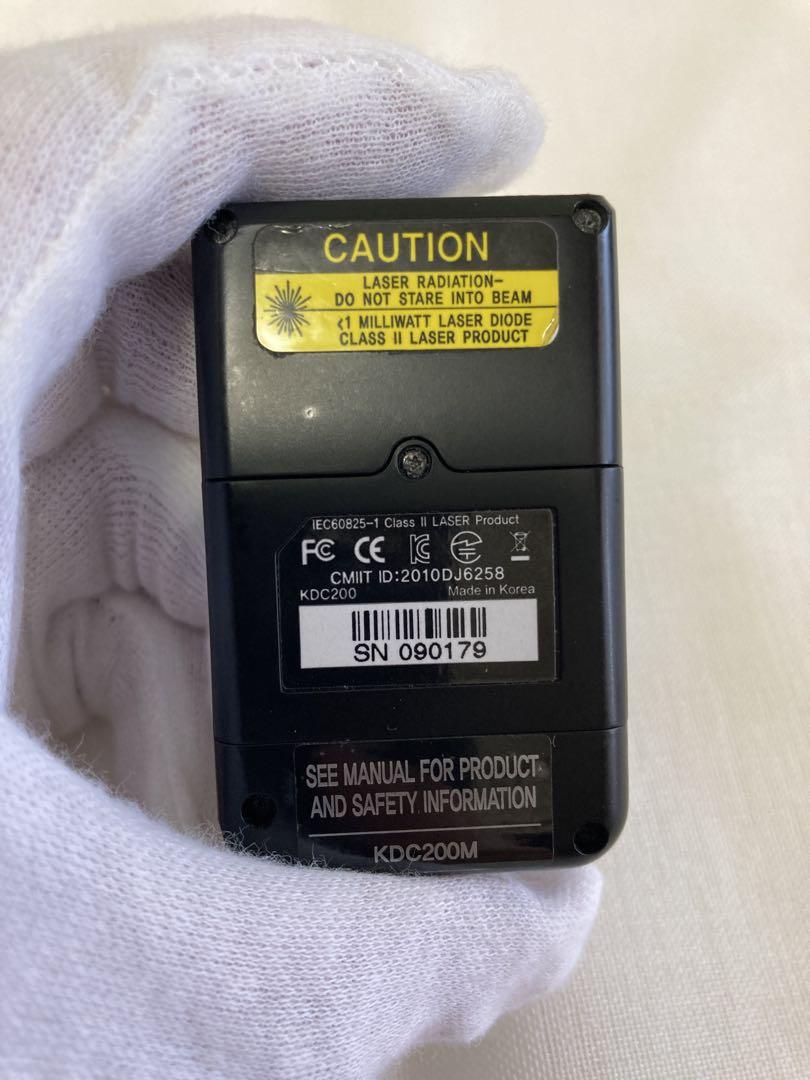 CAUTION
LASER RADIATION-
DO NOT STARE INTO BEAM
<1 MILLIWATT LASER DIODE
CLASS II LASER PRODUCT
IEC60825-1 Class II LASER Product
FC CE
CMIIT ID:2010DJ6258
KDC200 Made in Korea
SN 090179
SEE MANUAL FOR PRODUCT
AND SAFETY INFORMATION
KDC200M